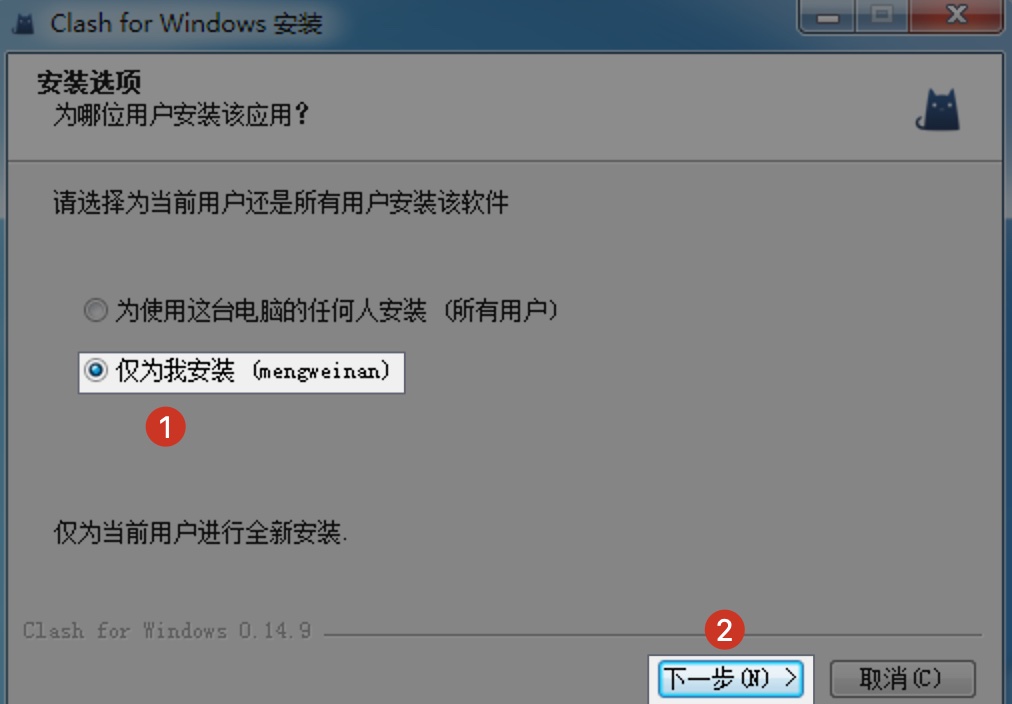 Clash for Windows 安装
安装选项
为哪位用户安装该应用？
请选择为当前用户还是所有用户安装该软件
为使用这台电脑的任何人安装 (所有用户)
仅为我安装 (mengweinan)
1
仅为当前用户进行全新安装.
Clash for Windows 0.14.9
2
下一步(N) >
取消(C)